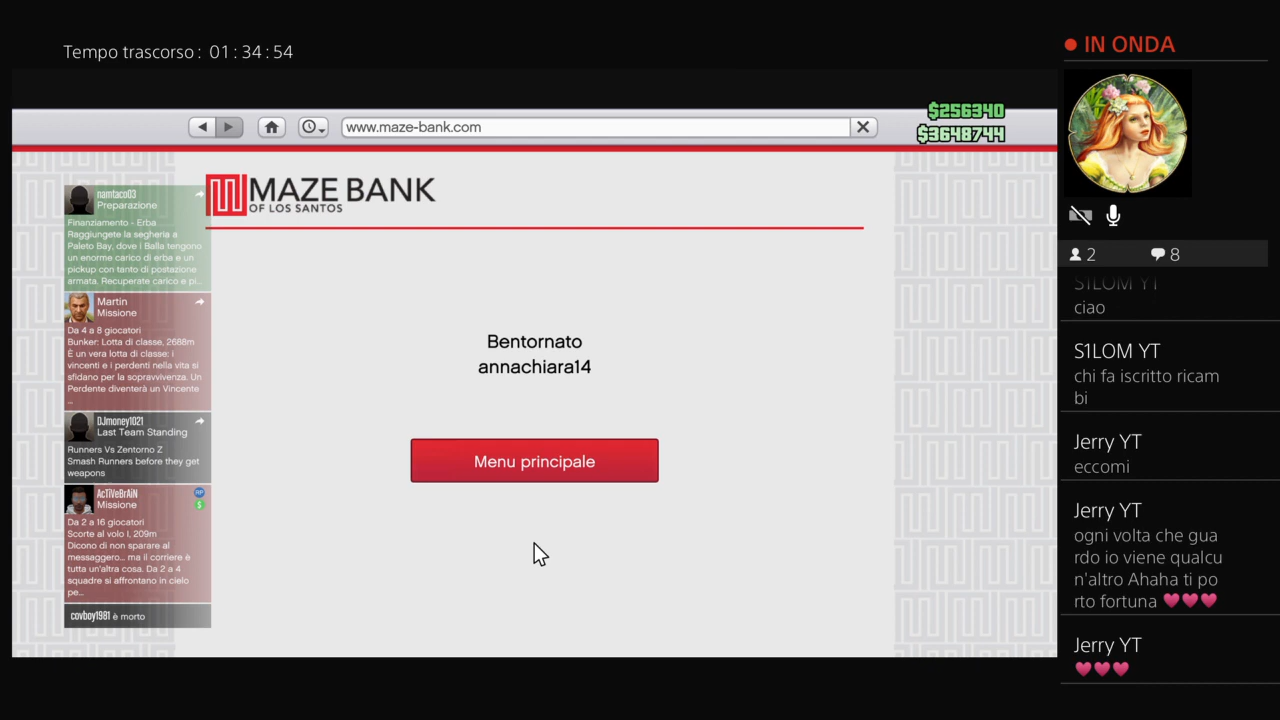 Tempo trascorso : 01 : 34 : 54
IN ONDA
www.maze-bank.com
$256340
$3648744
MAZE BANK
OF LOS SANTOS
namtaco03
Preparazione
Finanziamento - Erba
Raggiungete la segheria a
Paleto Bay, dove i Balla tengono
un enorme carico di erba e un
pickup con tanto di postazione
armata. Recuperate carico e pi...
Martin
Missione
Da 4 a 8 giocatori
Bunker: Lotta di classe, 2688m
È un vera lotta di classe: i
vincenti e i perdenti nella vita si
sfidano per la sopravvivenza. Un
Perdente diventerà un Vincente
...
DJmoney1021
Last Team Standing
Runners Vs Zentorno Z
Smash Runners before they get
weapons
AcTiVeBrAiN
Missione
RP
$
Da 2 a 16 giocatori
Scorte al volo I, 209m
Dicono di non sparare al
messaggero... ma il corriere è
tutta un'altra cosa. Da 2 a 4
squadre si affrontano in cielo
pe...
covboy1981 è morto
Bentornato
annachiara14
Menu principale
2
8
S1LOM YT
ciao
S1LOM YT
chi fa iscritto ricam
bi
Jerry YT
eccomi
Jerry YT
ogni volta che gua
rdo io viene qualcu
n'altro Ahaha ti po
rto fortuna ❤❤❤
Jerry YT
❤❤❤